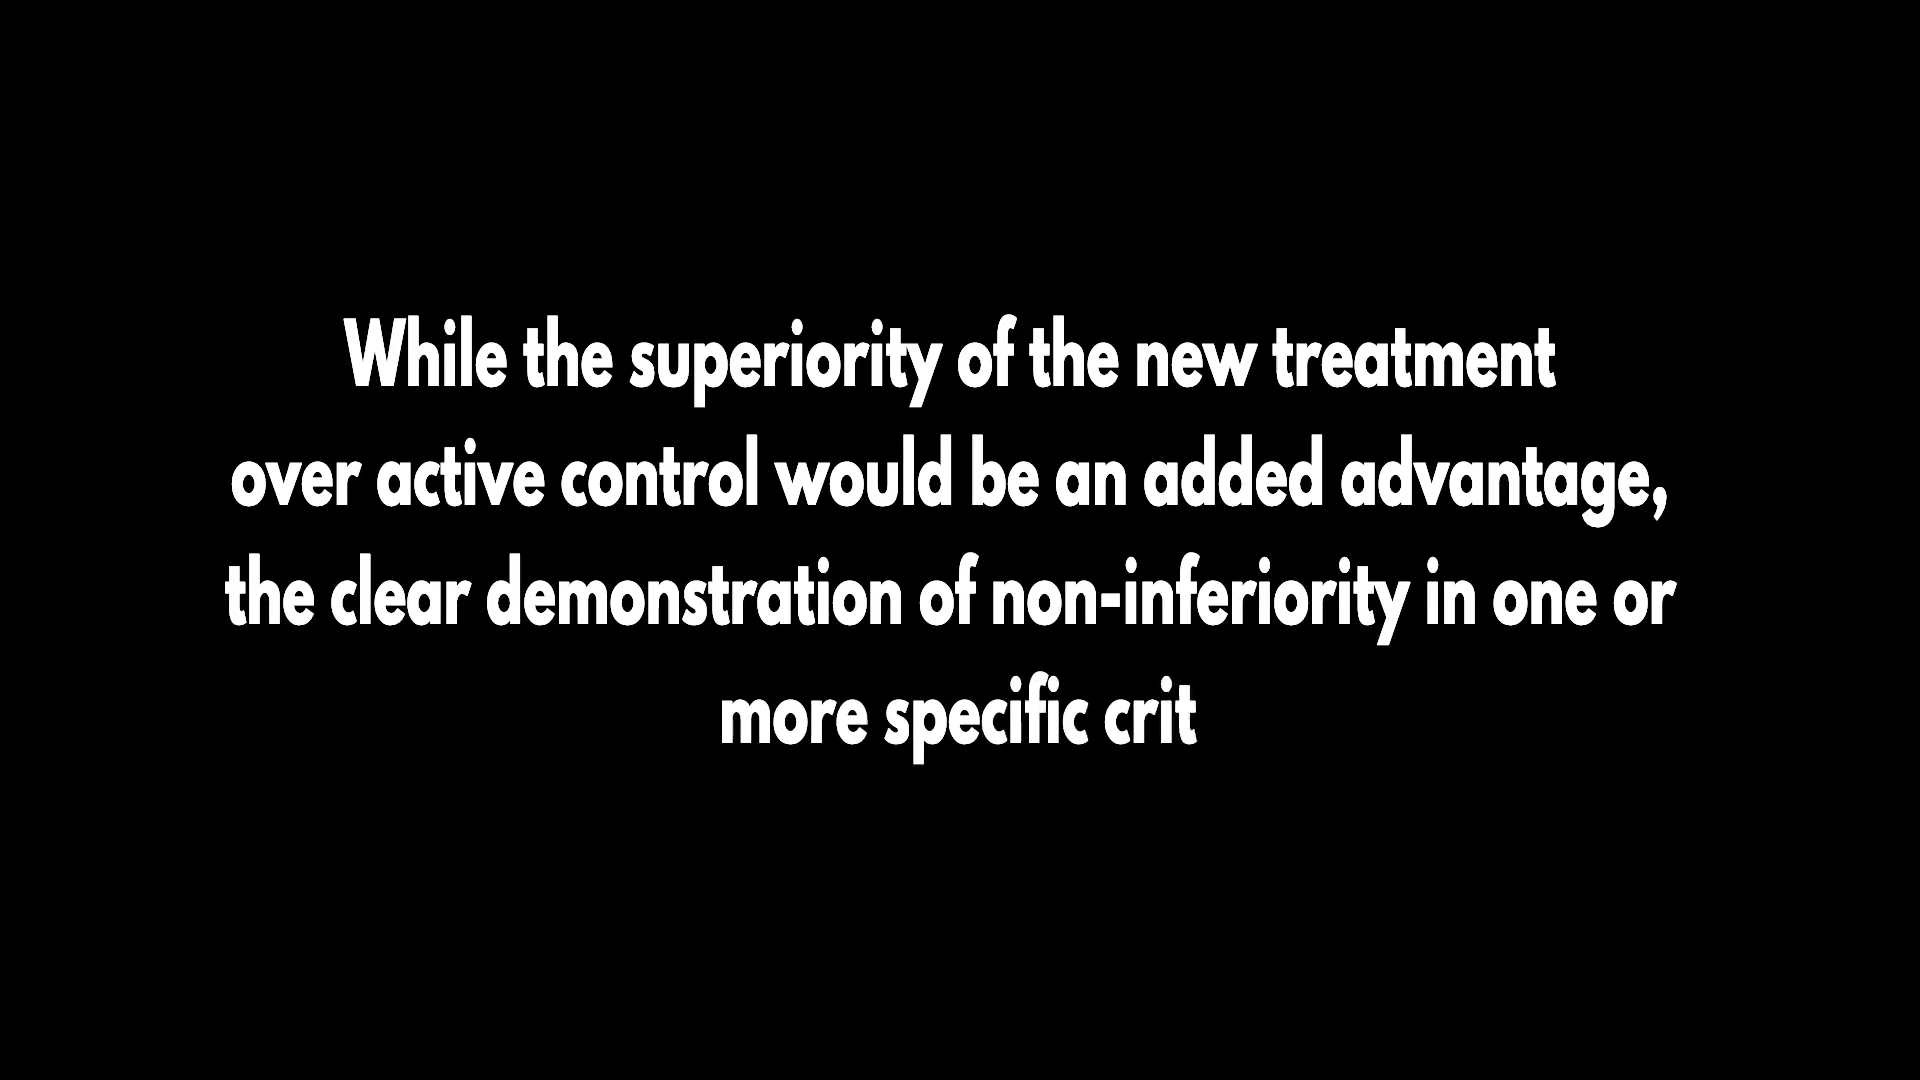 While the superiority of the new treatment
over active control would be an added advantage,
the clear demonstration of non-inferiority in one or
more specific crit